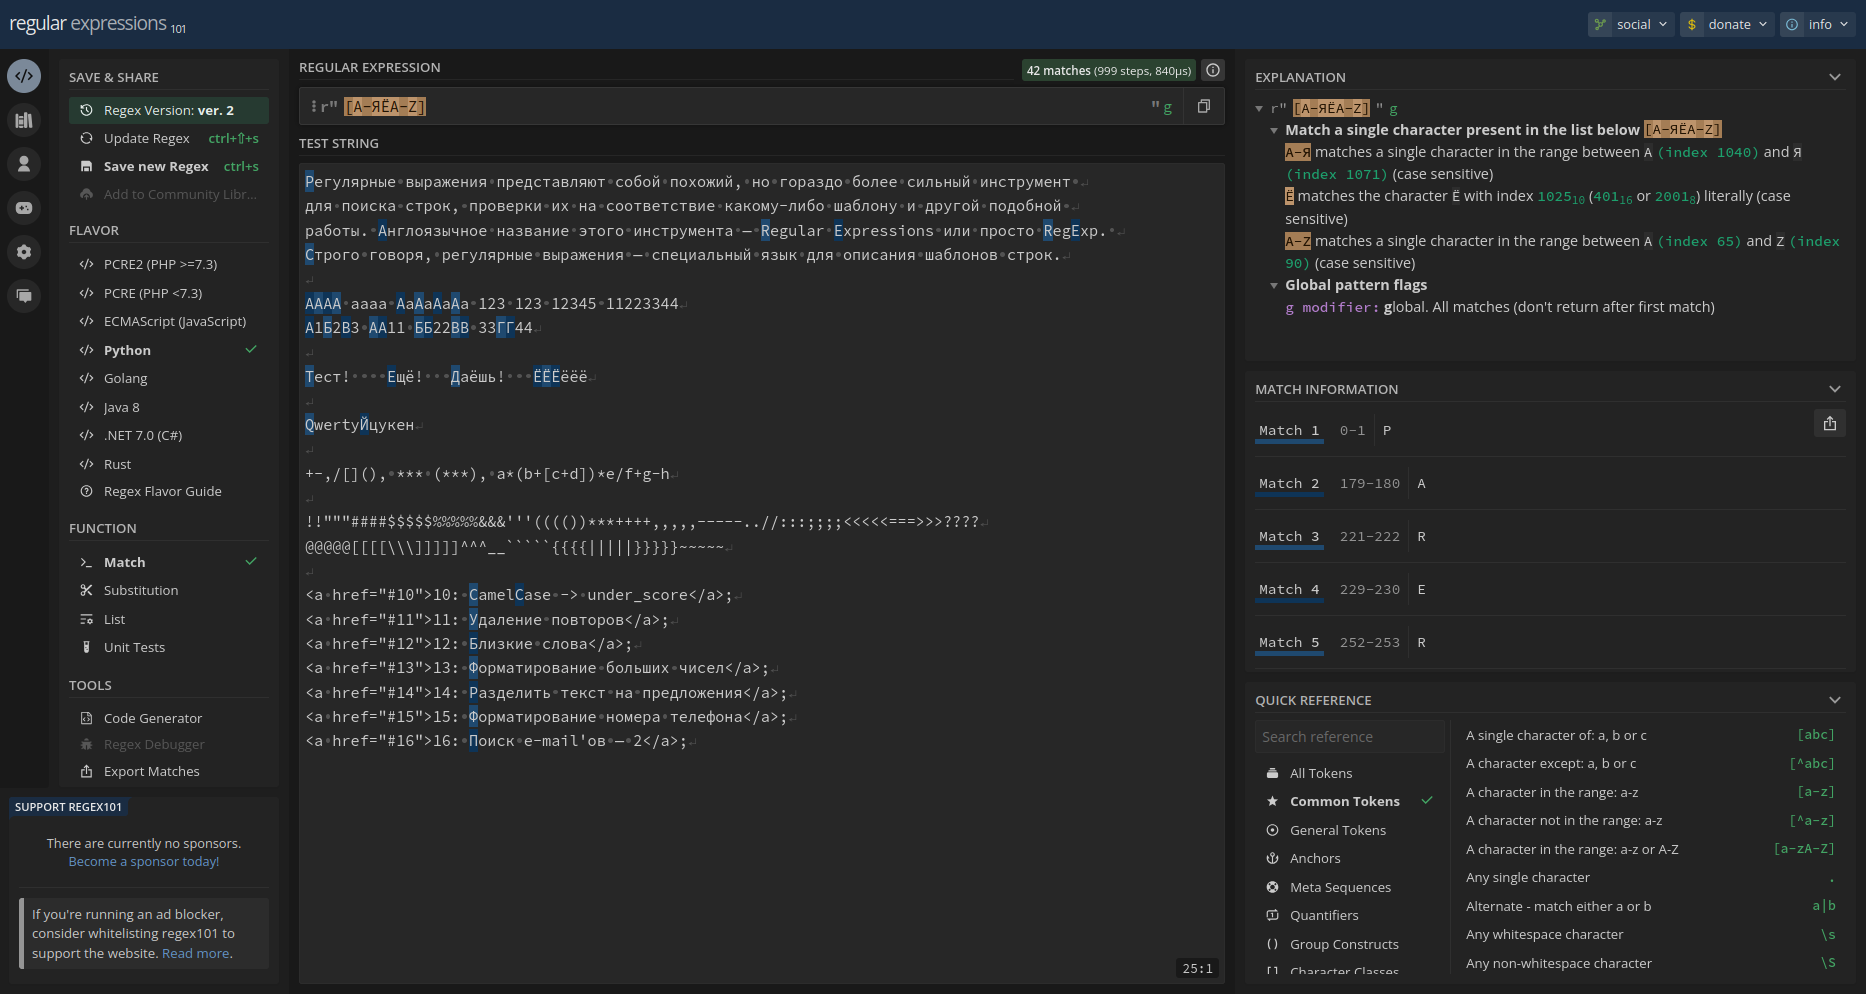 regular expressions 101
social
donate
info
SAVE & SHARE
Regex Version: ver. 2
Update Regex ctrl+⇧+s
Save new Regex ctrl+s
Add to Community Libr...
FLAVOR
PCRE2 (PHP >=7.3)
PCRE (PHP <7.3)
ECMAScript (JavaScript)
Python
Golang
Java 8
.NET 7.0 (C#)
Rust
Regex Flavor Guide
FUNCTION
Match
Substitution
List
Unit Tests
TOOLS
Code Generator
Regex Debugger
Export Matches
SUPPORT REGEX101
There are currently no sponsors.
Become a sponsor today!
If you're running an ad blocker,
consider whitelisting regex101 to
support the website. Read more.
REGULAR EXPRESSION
42 matches (999 steps, 840μs)
r" [А-ЯЁA-Z] " g
TEST STRING
Регулярные выражения представляют собой похожий, но гораздо более сильный инструмент
для поиска строк, проверки их на соответствие какому-либо шаблону и другой подобной
работы. Англоязычное название этого инструмента — Regular Expressions или просто RegExp.
Строго говоря, регулярные выражения — специальный язык для описания шаблонов строк.
АААА аааа АаАаАаАа 123 123 12345 11223344
А1Б2В3 АА11 ББ22ВВ 33ГГ44
Тест!    Ещё!   Даёшь!   ЁЁЁёёё
QwertyЙцукен
+-,/[](), *** (***), a*(b+[c+d])*e/f+g-h
!!"""####$$$$$%%%%%&&&'''(((())***++++,,,,,-----..//:::;;;;<<<<<===>>>????
@@@@@[[[[\\\]]]]]^^^__`````{{{{|||||}}}}}~~~~~
<a href="#10">10: CamelCase -> under_score</a>;
<a href="#11">11: Удаление повторов</a>;
<a href="#12">12: Близкие слова</a>;
<a href="#13">13: Форматирование больших чисел</a>;
<a href="#14">14: Разделить текст на предложения</a>;
<a href="#15">15: Форматирование номера телефона</a>;
<a href="#16">16: Поиск e-mail'ов — 2</a>;
25:1
EXPLANATION
r" [А-ЯЁA-Z] " g
Match a single character present in the list below [А-ЯЁA-Z]
А-Я matches a single character in the range between А (index 1040) and Я
(index 1071) (case sensitive)
Ё matches the character Ё with index 1025₁₀ (401₁₆ or 2001₈) literally (case
sensitive)
A-Z matches a single character in the range between A (index 65) and Z (index
90) (case sensitive)
Global pattern flags
g modifier: global. All matches (don't return after first match)
MATCH INFORMATION
Match 1 0-1 Р
Match 2 179-180 А
Match 3 221-222 R
Match 4 229-230 E
Match 5 252-253 R
QUICK REFERENCE
Search reference
All Tokens
Common Tokens
General Tokens
Anchors
Meta Sequences
Quantifiers
Group Constructs
Character Classes
A single character of: a, b or c [abc]
A character except: a, b or c [^abc]
A character in the range: a-z [a-z]
A character not in the range: a-z [^a-z]
A character in the range: a-z or A-Z [a-zA-Z]
Any single character .
Alternate - match either a or b a|b
Any whitespace character \s
Any non-whitespace character \S